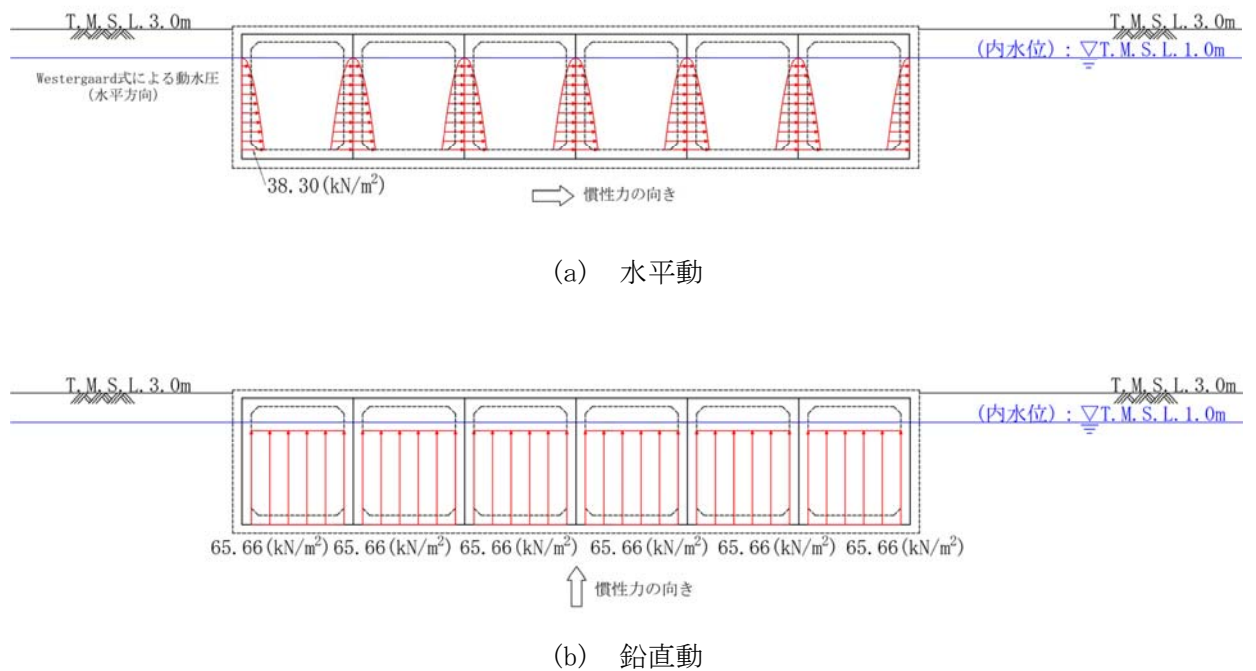 T.M.S.L.3.0m
T.M.S.L.3.0m
(内水位):▽T.M.S.L.1.0m
Westergaard式による動水圧
(水平方向)
38.30(kN/m²)
慣性力の向き
(a) 水平動
T.M.S.L.3.0m
T.M.S.L.3.0m
(内水位):▽T.M.S.L.1.0m
65.66(kN/m²) 65.66(kN/m²) 65.66(kN/m²) 65.66(kN/m²) 65.66(kN/m²) 65.66(kN/m²)
慣性力の向き
(b) 鉛直動